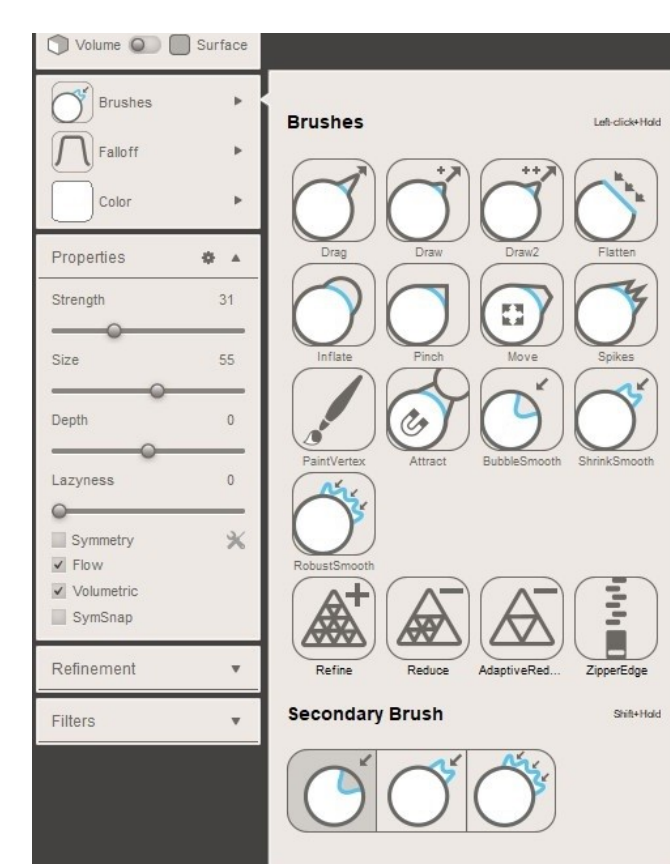 Volume Surface
Brushes
Falloff
Color
Properties
Strength 31
Size 55
Depth 0
Lazyness 0
Symmetry
Flow
Volumetric
SymSnap
Refinement
Filters
Brushes Left-click+Hold
Drag Draw Draw2 Flatten
Inflate Pinch Move Spikes
PaintVertex Attract BubbleSmooth ShrinkSmooth
RobustSmooth
Refine Reduce AdaptiveRed... ZipperEdge
Secondary Brush Shift+Hold